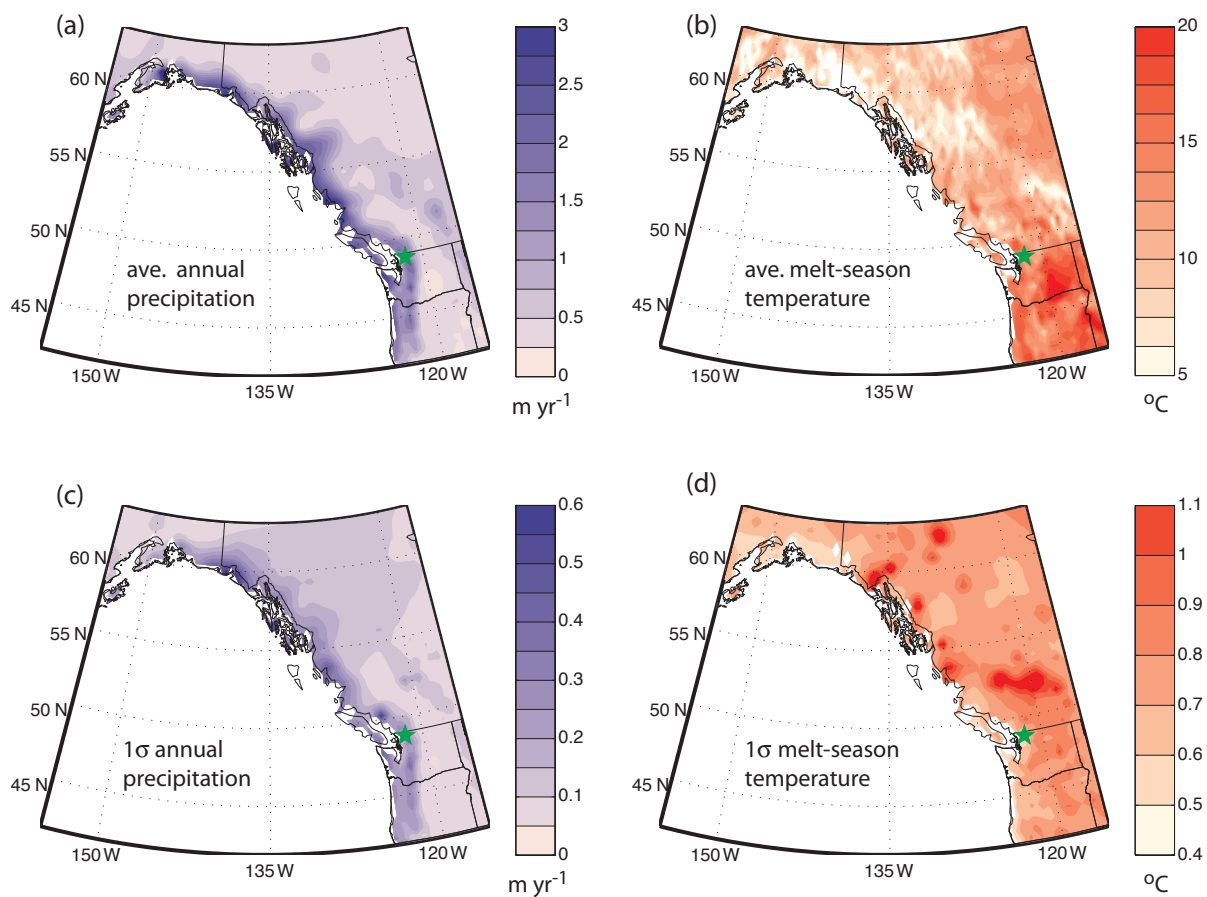 (a)
60 N
55 N
50 N
45 N
150 W
135 W
120 W
ave. annual
precipitation
3
2.5
2
1.5
1
0.5
0
m yr-1
(b)
60 N
55 N
50 N
45 N
150 W
135 W
120 W
ave. melt-season
temperature
20
15
10
5
oC
(c)
60 N
55 N
50 N
45 N
150 W
135 W
120 W
1σ annual
precipitation
0.6
0.5
0.4
0.3
0.2
0.1
0
m yr-1
(d)
60 N
55 N
50 N
45 N
150 W
135 W
120 W
1σ melt-season
temperature
1.1
1
0.9
0.8
0.7
0.6
0.5
0.4
oC